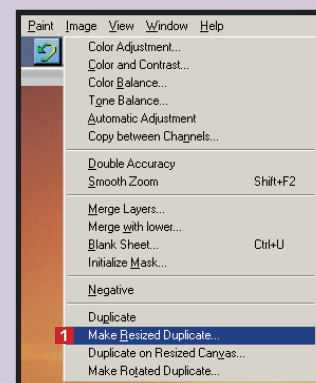 Paint Image View Window Help
Color Adjustment...
Color and Contrast...
Color Balance...
Tone Balance...
Automatic Adjustment
Copy between Channels...
Double Accuracy
Smooth Zoom Shift+F2
Merge Layers...
Merge with lower...
Blank Sheet... Ctrl+U
Initialize Mask...
Negative
Duplicate
1 Make Resized Duplicate...
Duplicate on Resized Canvas...
Make Rotated Duplicate...